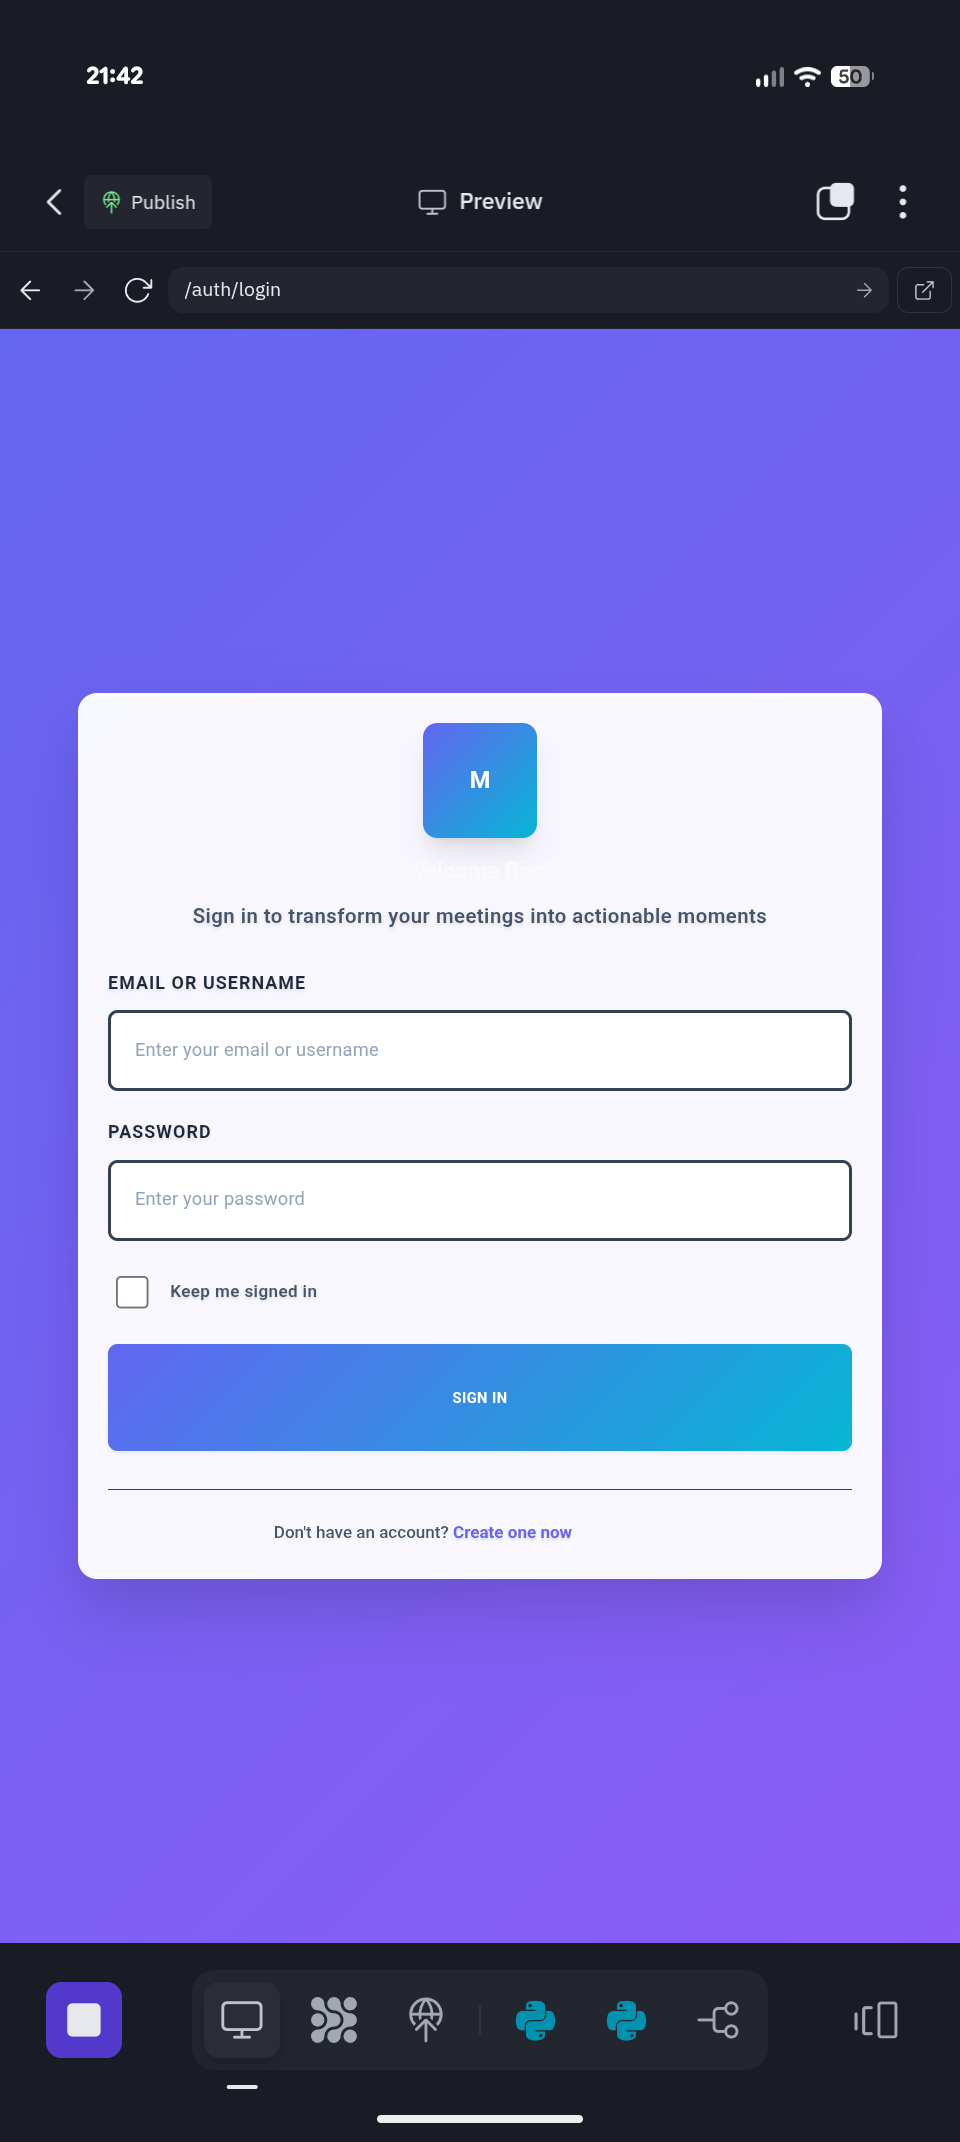 21:42
50
Publish
Preview
/auth/login
M
Welcome Back
Sign in to transform your meetings into actionable moments
EMAIL OR USERNAME
Enter your email or username
PASSWORD
Enter your password
Keep me signed in
SIGN IN
Don't have an account? Create one now